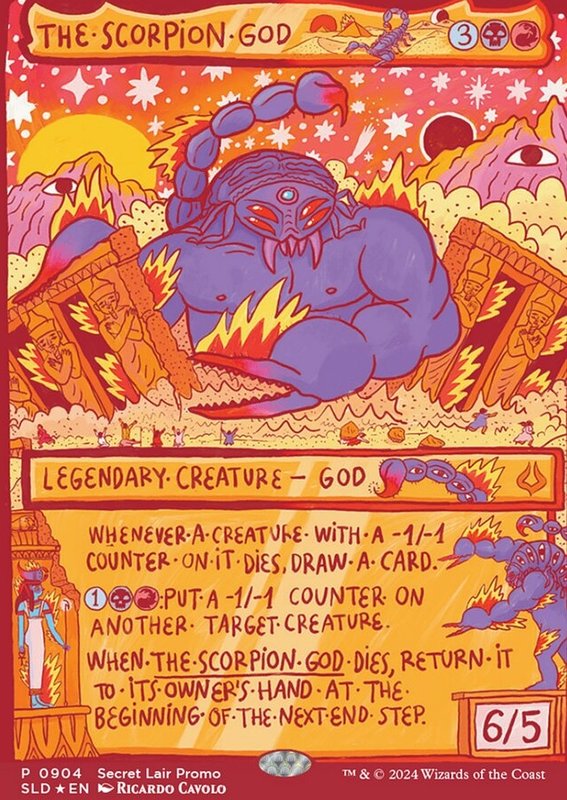 THE·SCORPION·GOD 3
LEGENDARY·CREATURE – GOD
WHENEVER·A·CREATURE·WITH·A -1/-1
COUNTER·ON·IT·DIES, DRAW·A·CARD.
1 :PUT·A -1/-1 COUNTER·ON
ANOTHER·TARGET·CREATURE.
WHEN·THE·SCORPION·GOD·DIES, RETURN·IT
TO·ITS·OWNER'S·HAND·AT·THE·
BEGINNING·OF·THE·NEXT·END·STEP.
6/5
P 0904 Secret Lair Promo
SLD★EN RICARDO CAVOLO
™ & © 2024 Wizards of the Coast